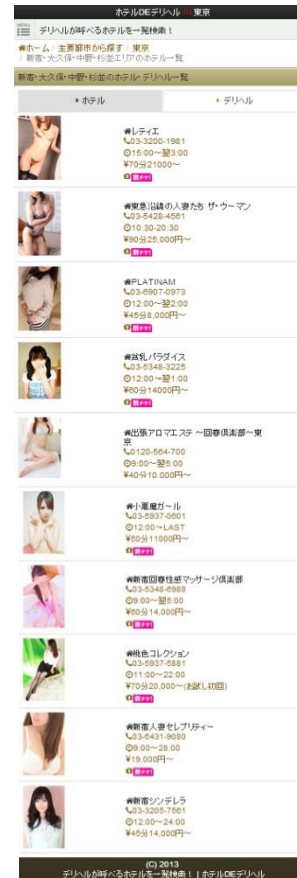 ホテルDEデリヘル IN 東京
MENU
デリヘルが呼べるホテルを一発検索！
ホーム / 主要都市から探す / 東京
/ 新宿・大久保・中野・杉並エリアのホテル一覧
新宿・大久保・中野・杉並のホテル・デリヘル一覧
ホテル
デリヘル
レティエ
03-3200-1981
15:00～翌3:00
¥70分21000～
東急沿線の人妻たち ザ・ウーマン
03-5428-4561
10:30-20:30
¥90分25,000円～
PLATINAM
03-6907-0973
12:00～翌2:00
¥45分8,000円～
乳パラダイス
03-5348-3225
12:00～翌1:00
¥60分14000円～
出張アロマエステ ～回春倶楽部～東
京
0120-564-700
09:00～翌5:00
¥40分10,000円～
小悪魔ガール
03-5937-0601
12:00～LAST
¥50分11000円～
新宿回春性感マッサージ倶楽部
03-5348-6988
09:00～翌5:00
¥60分14,000円～
桃色コレクション
03-5937-5881
11:00～22:00
¥70分20,000～(お試し初回)
新宿人妻セレブリティー
03-6431-9080
09:00～28:00
¥19,000円～
新宿シンデレラ
03-3205-7561
12:00～24:00
¥45分14,000円～
(C) 2013
デリヘルが呼べるホテルを一発検索！ | ホテルDEデリヘル